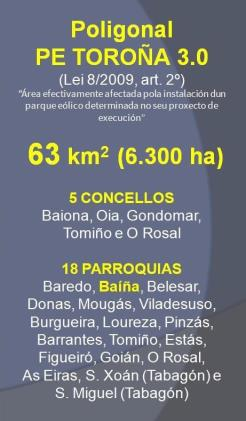 Poligonal
PE TOROÑA 3.0
(Lei 8/2009, art. 2º)
"Área efectivamente afectada pola instalación dun
parque eólico determinada no seu proxecto de
execución"
63 km² (6.300 ha)
5 CONCELLOS
Baiona, Oia, Gondomar,
Tomiño e O Rosal
18 PARROQUIAS
Baredo, Baíña, Belesar,
Donas, Mougás, Viladesuso,
Burgueira, Loureza, Pinzás,
Barrantes, Tomiño, Estás,
Figueiró, Goián, O Rosal,
As Eiras, S. Xoán (Tabagón) e
S. Miguel (Tabagón)